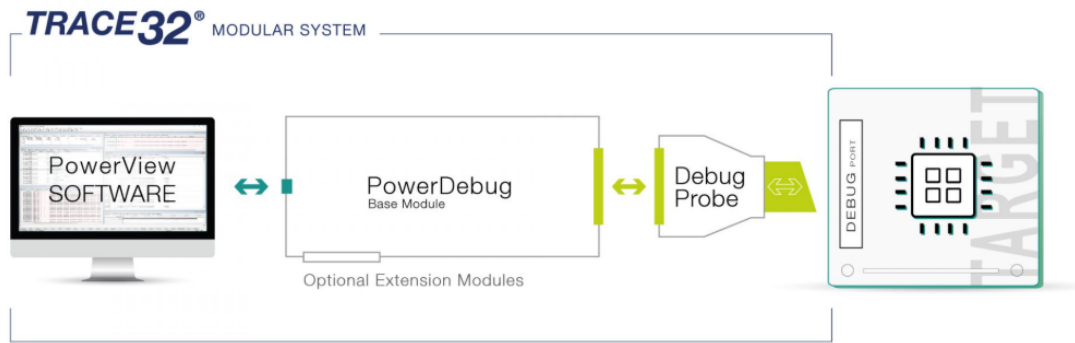 TRACE32® MODULAR SYSTEM
PowerView
SOFTWARE
PowerDebug
Base Module
Optional Extension Modules
Debug
Probe
DEBUG PORT
TARGET